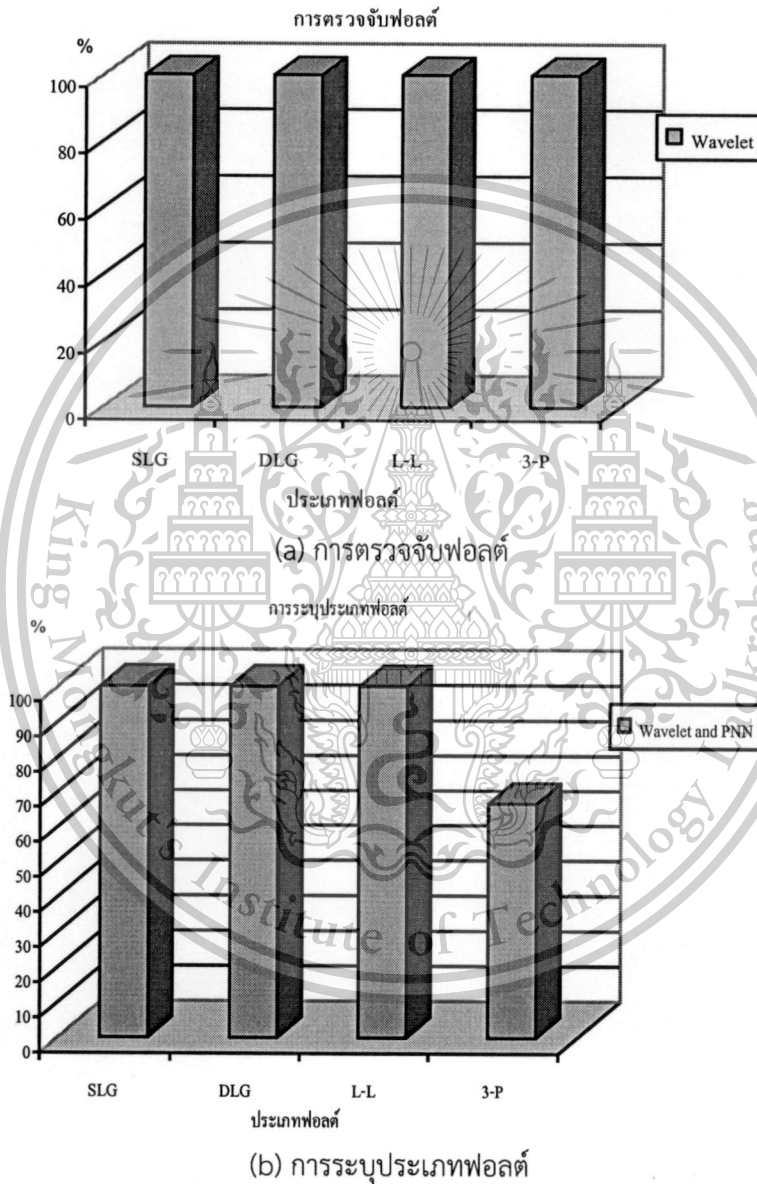 การตรวจจับฟอลต์
%
100
80
60
40
20
0
Wavelet
SLG DLG L-L 3-P
ประเภทฟอลต์
(a) การตรวจจับฟอลต์
การระบุประเภทฟอลต์
%
100
90
80
70
60
50
40
30
20
10
0
Wavelet and PNN
SLG DLG L-L 3-P
ประเภทฟอลต์
(b) การระบุประเภทฟอลต์
King Mongkut's Institute of Technology Ladkrabang